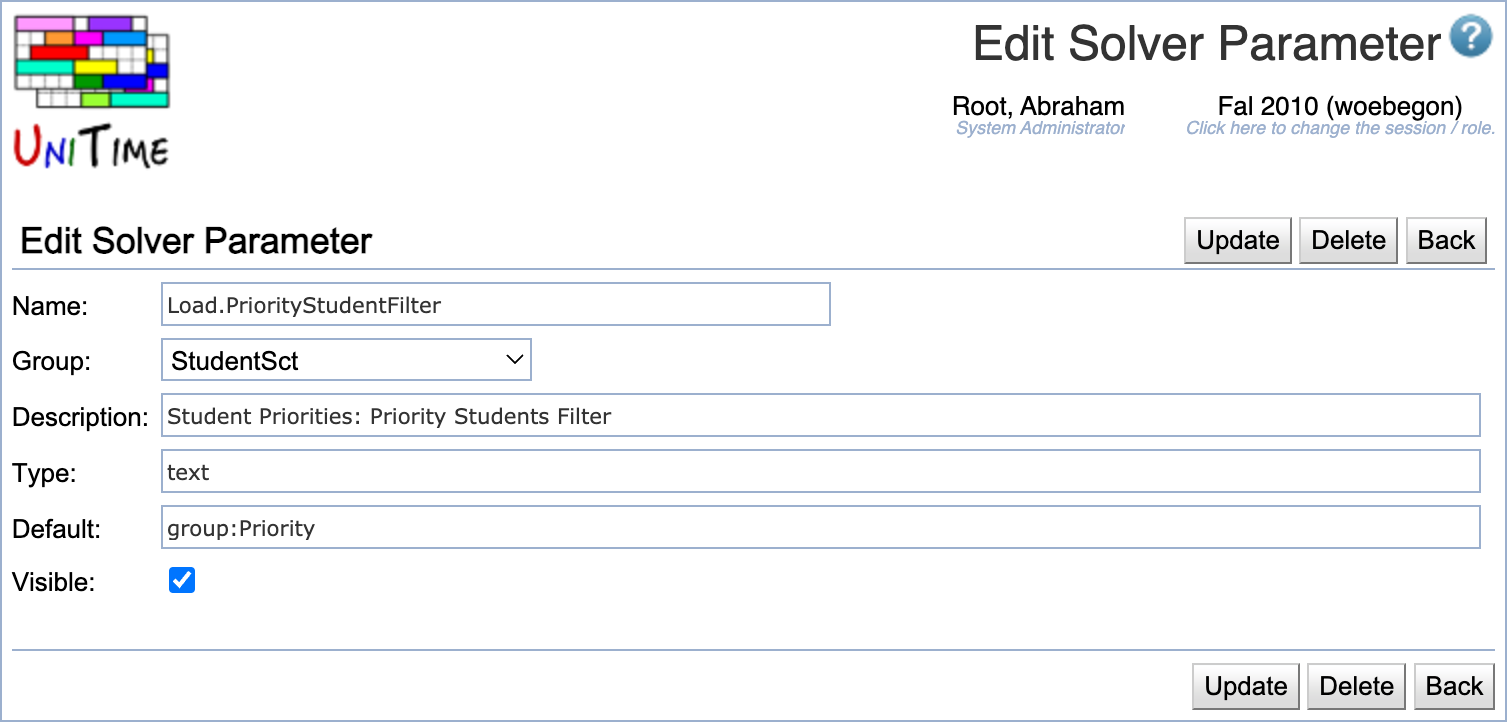 Edit Solver Parameter ?
Root, Abraham Fal 2010 (woebegon)
System Administrator Click here to change the session / role.
UNITIME
Edit Solver Parameter Update Delete Back
Name: Load.PriorityStudentFilter
Group: StudentSct
Description: Student Priorities: Priority Students Filter
Type: text
Default: group:Priority
Visible:
Update Delete Back